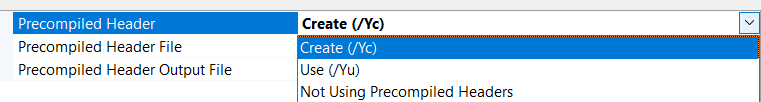 Precompiled Header Create (/Yc)
Precompiled Header File Create (/Yc)
Precompiled Header Output File Use (/Yu)
Not Using Precompiled Headers